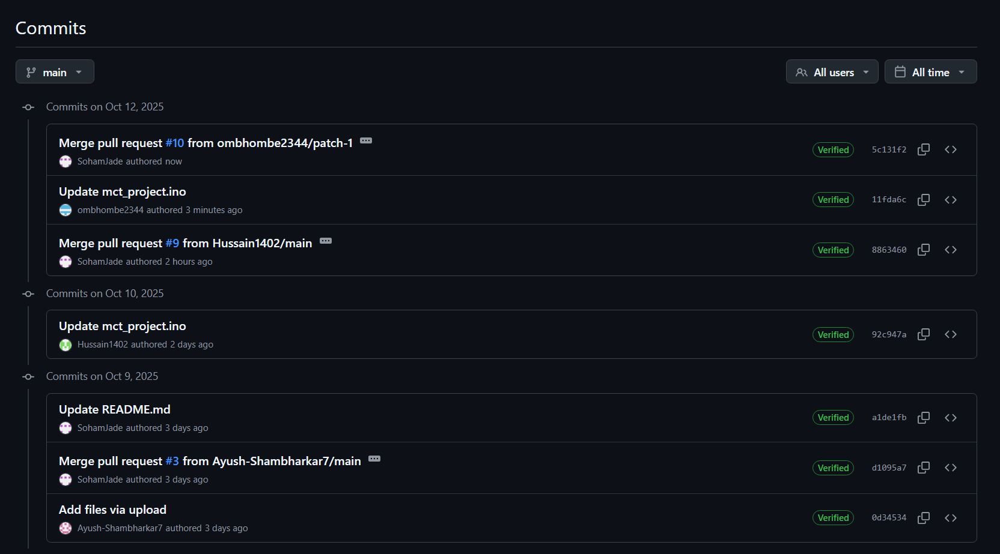 Commits
main
All users
All time
Commits on Oct 12, 2025
Merge pull request #10 from ombhombe2344/patch-1
SohamJade authored now
Verified
5c131f2
Update mct_project.ino
ombhombe2344 authored 3 minutes ago
Verified
11fda6c
Merge pull request #9 from Hussain1402/main
SohamJade authored 2 hours ago
Verified
8863460
Commits on Oct 10, 2025
Update mct_project.ino
Hussain1402 authored 2 days ago
Verified
92c947a
Commits on Oct 9, 2025
Update README.md
SohamJade authored 3 days ago
Verified
a1de1fb
Merge pull request #3 from Ayush-Shambharkar7/main
SohamJade authored 3 days ago
Verified
d1095a7
Add files via upload
Ayush-Shambharkar7 authored 3 days ago
Verified
0d34534